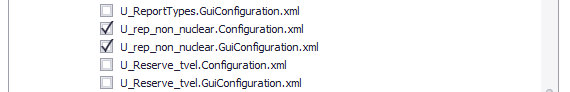 U_ReportTypes.GuiConfiguration.xml
U_rep_non_nuclear.Configuration.xml
U_rep_non_nuclear.GuiConfiguration.xml
U_Reserve_tvel.Configuration.xml
U_Reserve_tvel.GuiConfiguration.xml